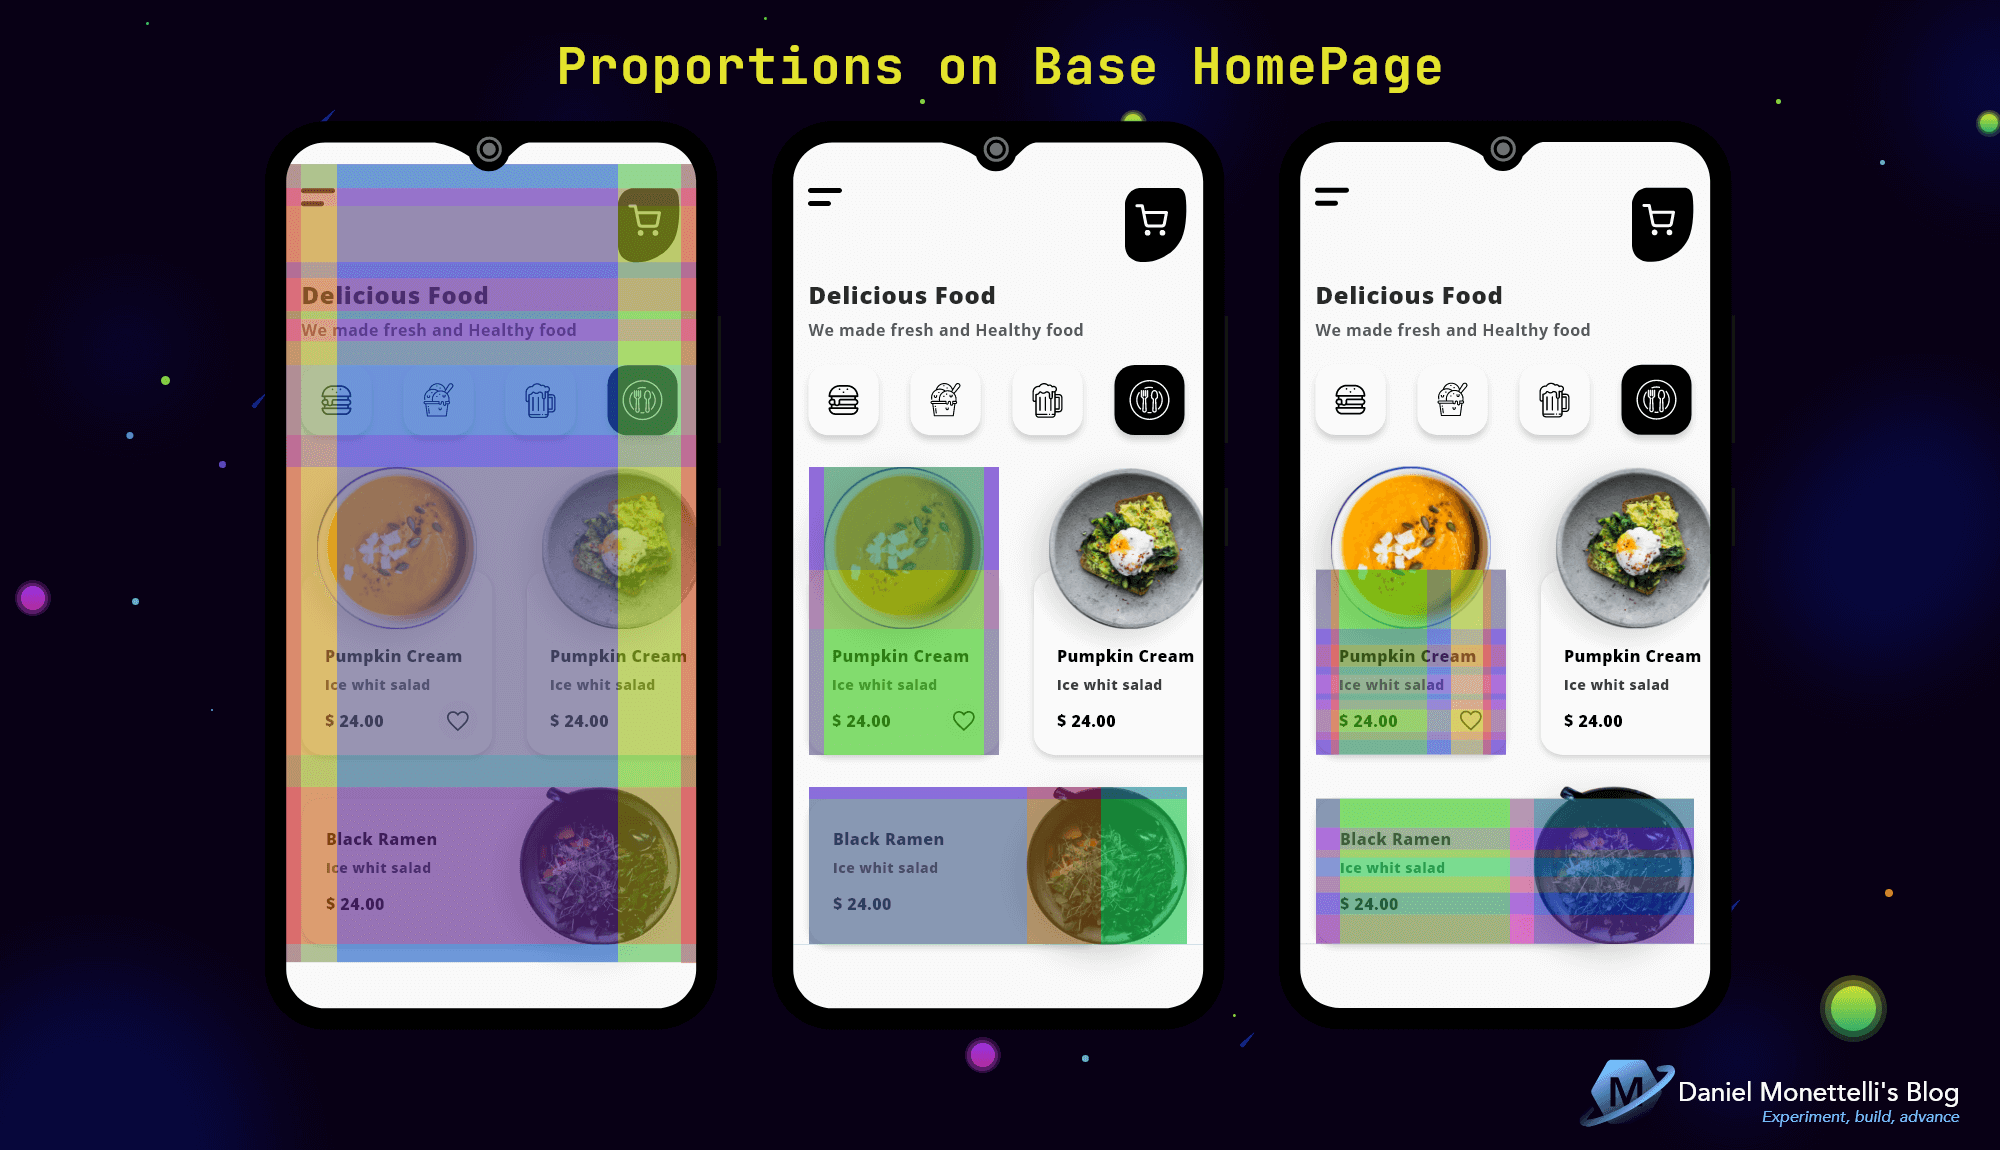 Proportions on Base HomePage
Delicious Food
We made fresh and Healthy food
Pumpkin Cream
Ice whit salad
$ 24.00
Pumpkin Cream
Ice whit salad
$ 24.00
Black Ramen
Ice whit salad
$ 24.00
Delicious Food
We made fresh and Healthy food
Pumpkin Cream
Ice whit salad
$ 24.00
Pumpkin Cream
Ice whit salad
$ 24.00
Black Ramen
Ice whit salad
$ 24.00
Delicious Food
We made fresh and Healthy food
Pumpkin Cream
Ice whit salad
$ 24.00
Pumpkin Cream
Ice whit salad
$ 24.00
Black Ramen
Ice whit salad
$ 24.00
M
Daniel Monettelli's Blog
Experiment, build, advance